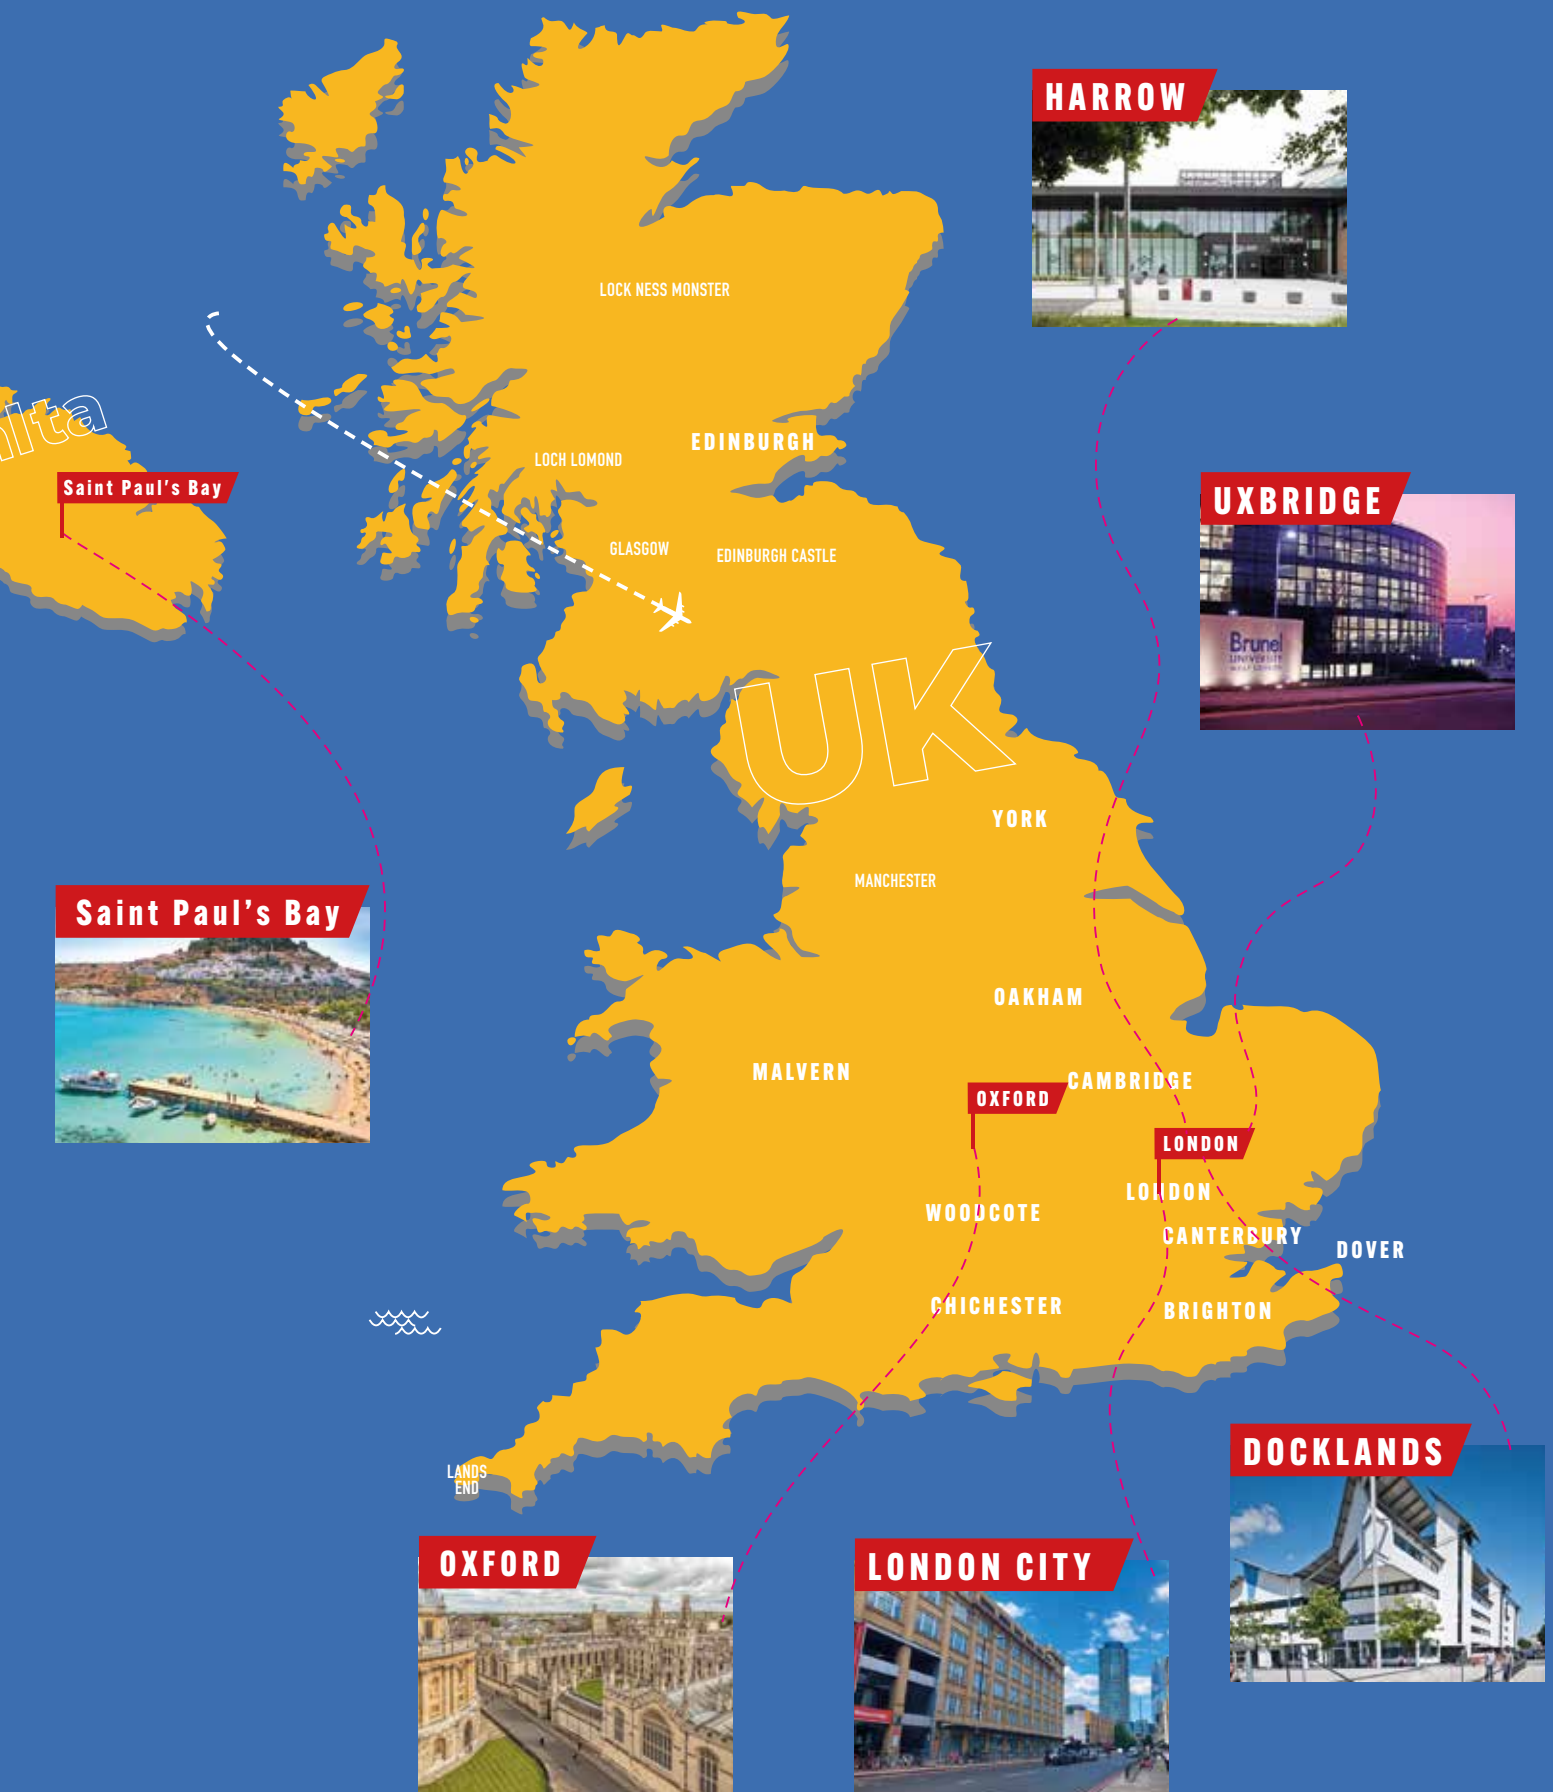 HARROW
LOCK NESS MONSTER
EDINBURGH
LOCH LOMOND
Saint Paul's Bay
UXBRIDGE
GLASGOW
EDINBURGH CASTLE
Brunel
UNIVERSITY
UK
YORK
MANCHESTER
Saint Paul's Bay
OAKHAM
MALVERN
CAMBRIDGE
OXFORD
LONDON
LONDON
WOODCOTE
CANTERBURY
DOVER
CHICHESTER
BRIGHTON
LANDS
END
DOCKLANDS
OXFORD
LONDON CITY